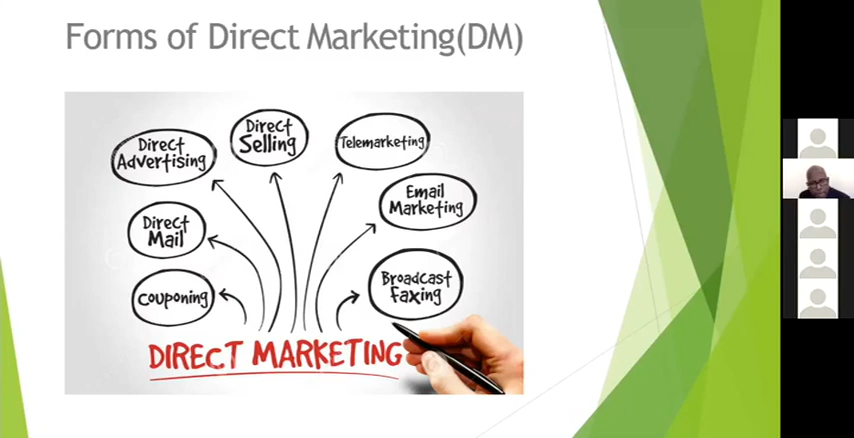 Forms of Direct Marketing(DM)
Direct
Selling
Direct
Advertising
Telemarketing
Email
Marketing
Direct
Mail
Broadcast
Faxing
Couponing
DIRECT MARKETING